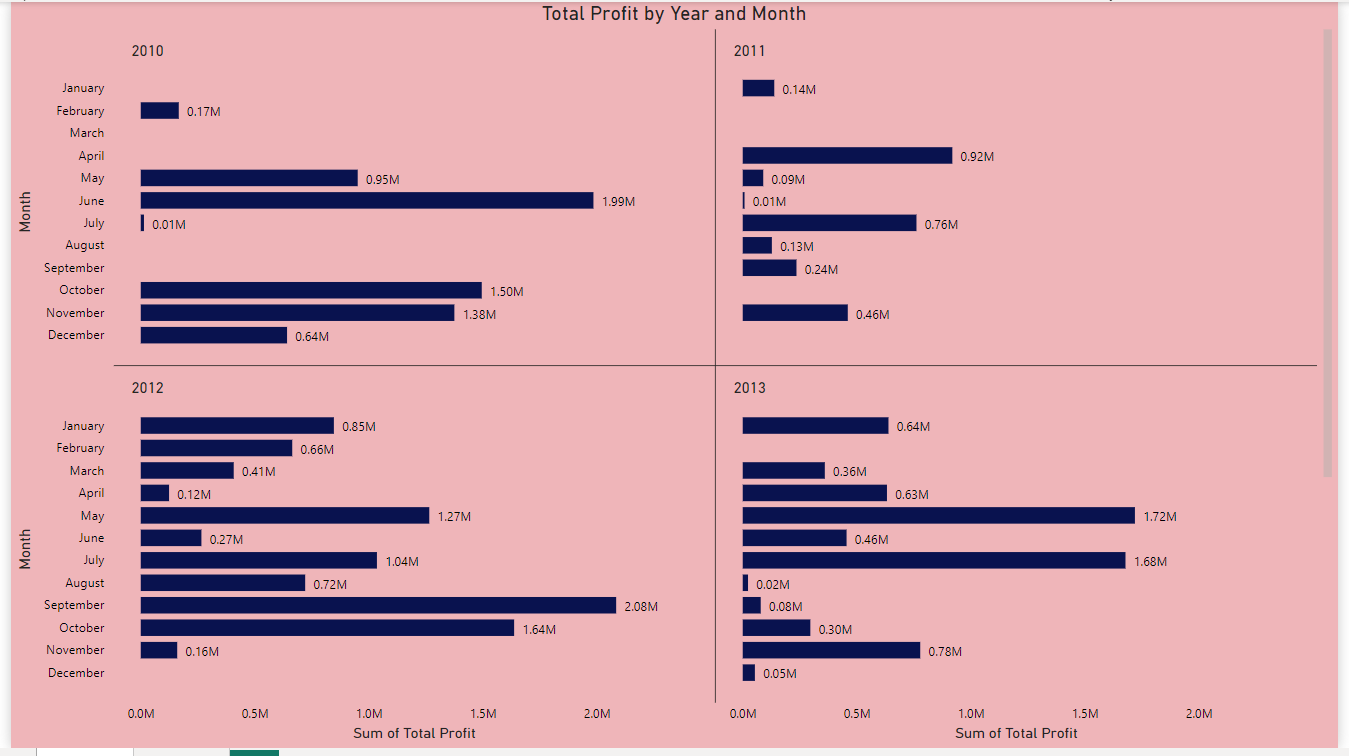 Total Profit by Year and Month
2010
2011
Month
January
0.14M
February 0.17M
March
April
0.92M
May 0.95M
0.09M
June 1.99M
0.01M
July 0.01M
0.76M
August
0.13M
September
0.24M
October 1.50M
November 1.38M
0.46M
December 0.64M
2012
2013
Month
January 0.85M
0.64M
February 0.66M
March 0.41M
0.36M
April 0.12M
0.63M
May 1.27M
1.72M
June 0.27M
0.46M
July 1.04M
1.68M
August 0.72M
0.02M
September 2.08M
0.08M
October 1.64M
0.30M
November 0.16M
0.78M
December
0.05M
0.0M 0.5M 1.0M 1.5M 2.0M
0.0M 0.5M 1.0M 1.5M 2.0M
Sum of Total Profit
Sum of Total Profit